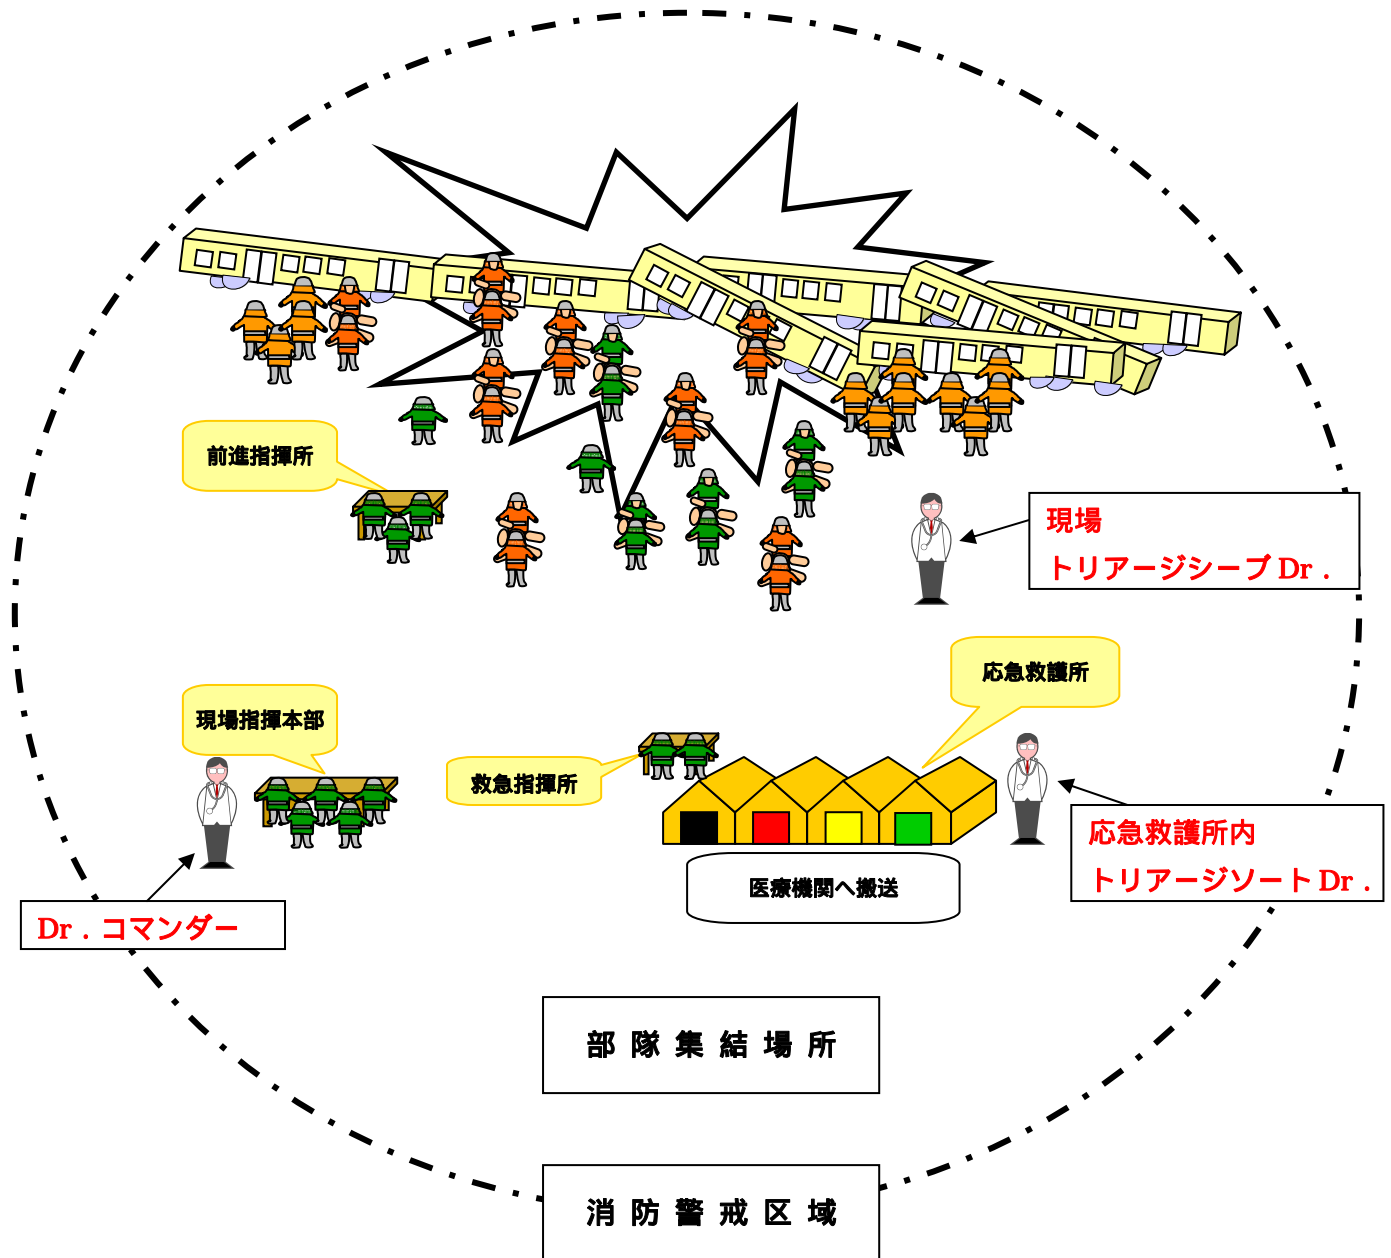 前進指揮所
現場
トリアージシーブ Dr．
応急救護所
現場指揮本部
救急指揮所
応急救護所内
トリアージソート Dr．
医療機関へ搬送
Dr．コマンダー
部 隊 集 結 場 所
消 防 警 戒 区 域